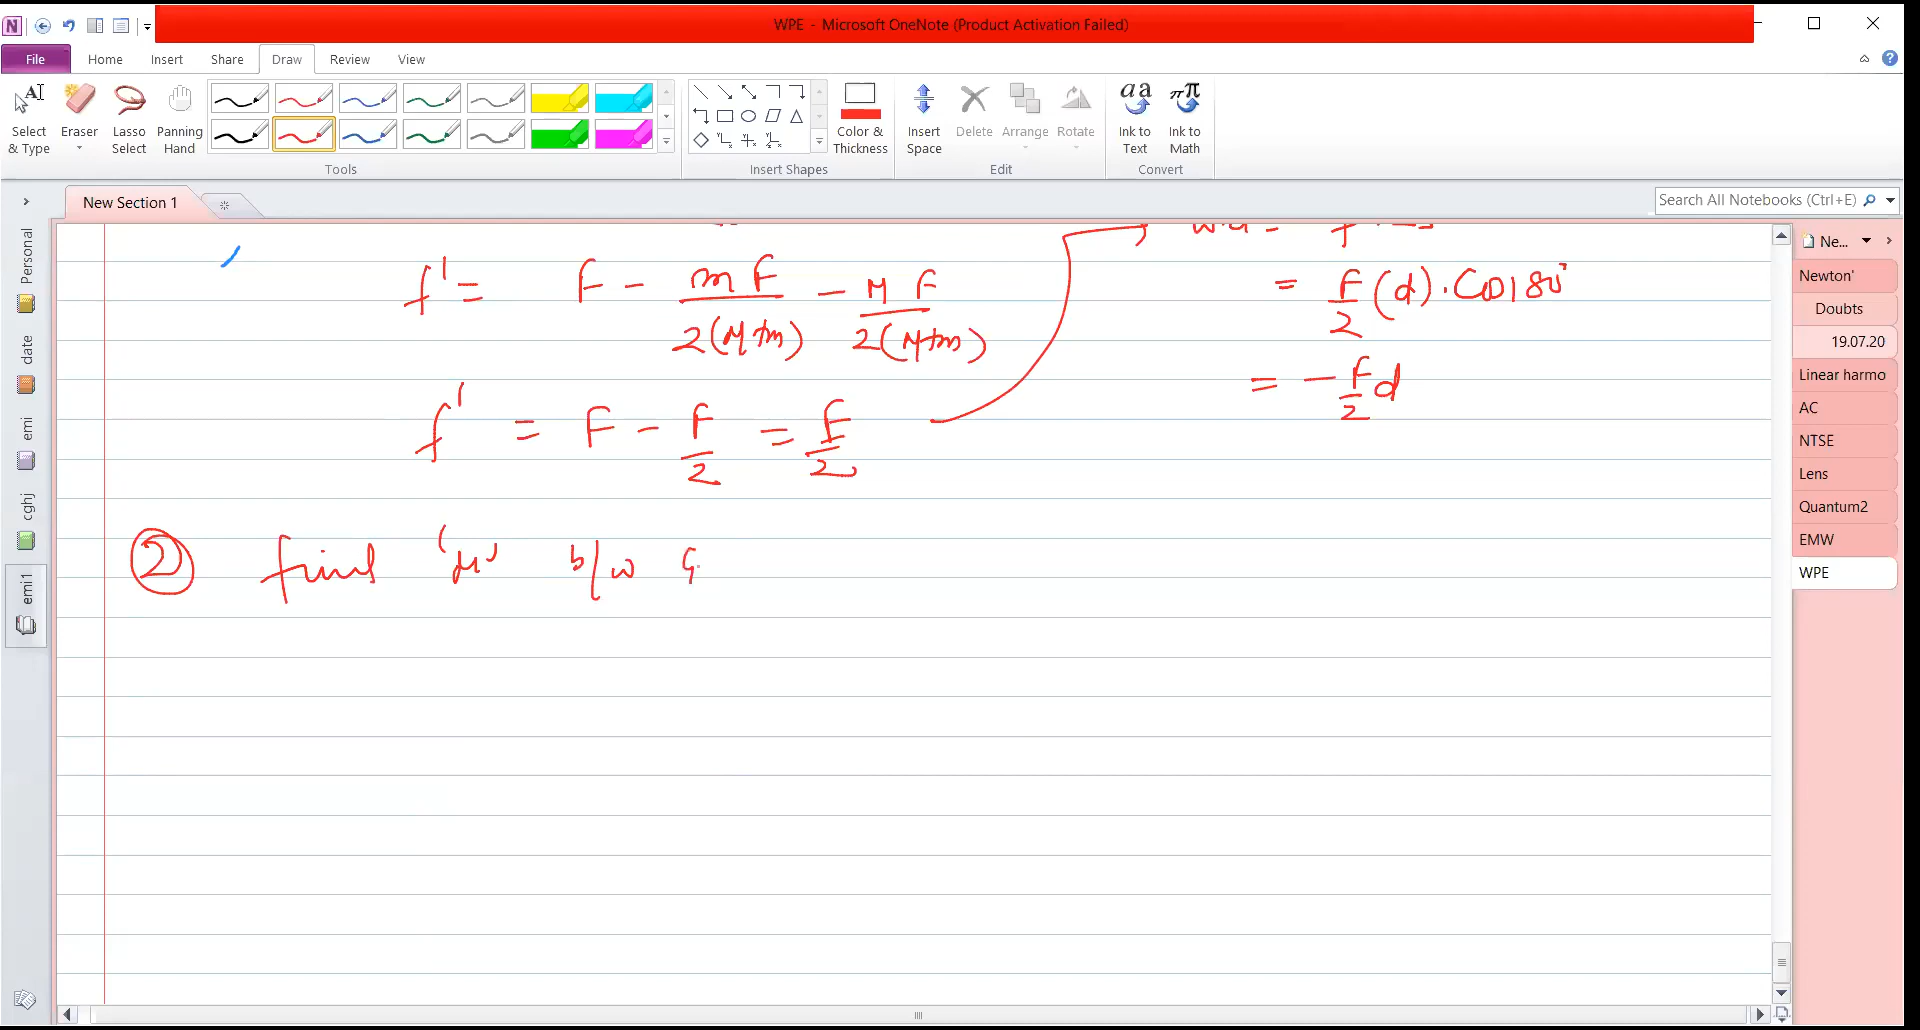 WPE - Microsoft OneNote (Product Activation Failed)
File Home Insert Share Draw Review View
Select & Type
Eraser
Lasso Select
Panning Hand
Color & Thickness
Insert Space
Delete
Arrange
Rotate
Ink to Text
Ink to Math
Tools
Insert Shapes
Edit
Convert
New Section 1
Search All Notebooks (Ctrl+E)
Personal
date
emi
cghj
emi1
f' = F - mF/2(M+m) - MF/2(M+m)
= F/2 (d) . Cos180°
= - F/2 d
f' = F - F/2 = F/2
② find 'μ' b/w
Ne...
Newton'
Doubts
19.07.20
Linear harmo
AC
NTSE
Lens
Quantum2
EMW
WPE